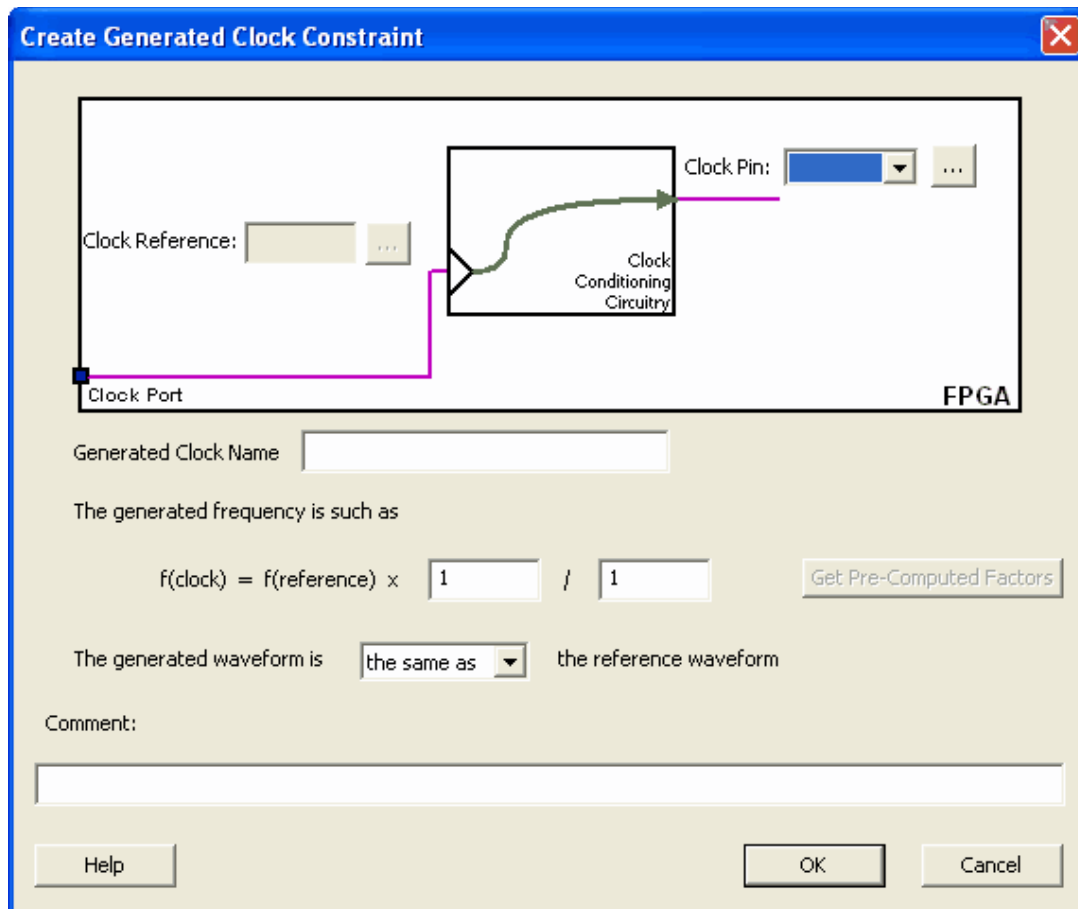 Create Generated Clock Constraint
Clock Pin:
...
Clock Reference:
...
Clock
Conditioning
Circuitry
Clock Port
FPGA
Generated Clock Name
The generated frequency is such as
f(clock) = f(reference) x 1 / 1
Get Pre-Computed Factors
The generated waveform is the same as the reference waveform
Comment:
Help
OK
Cancel